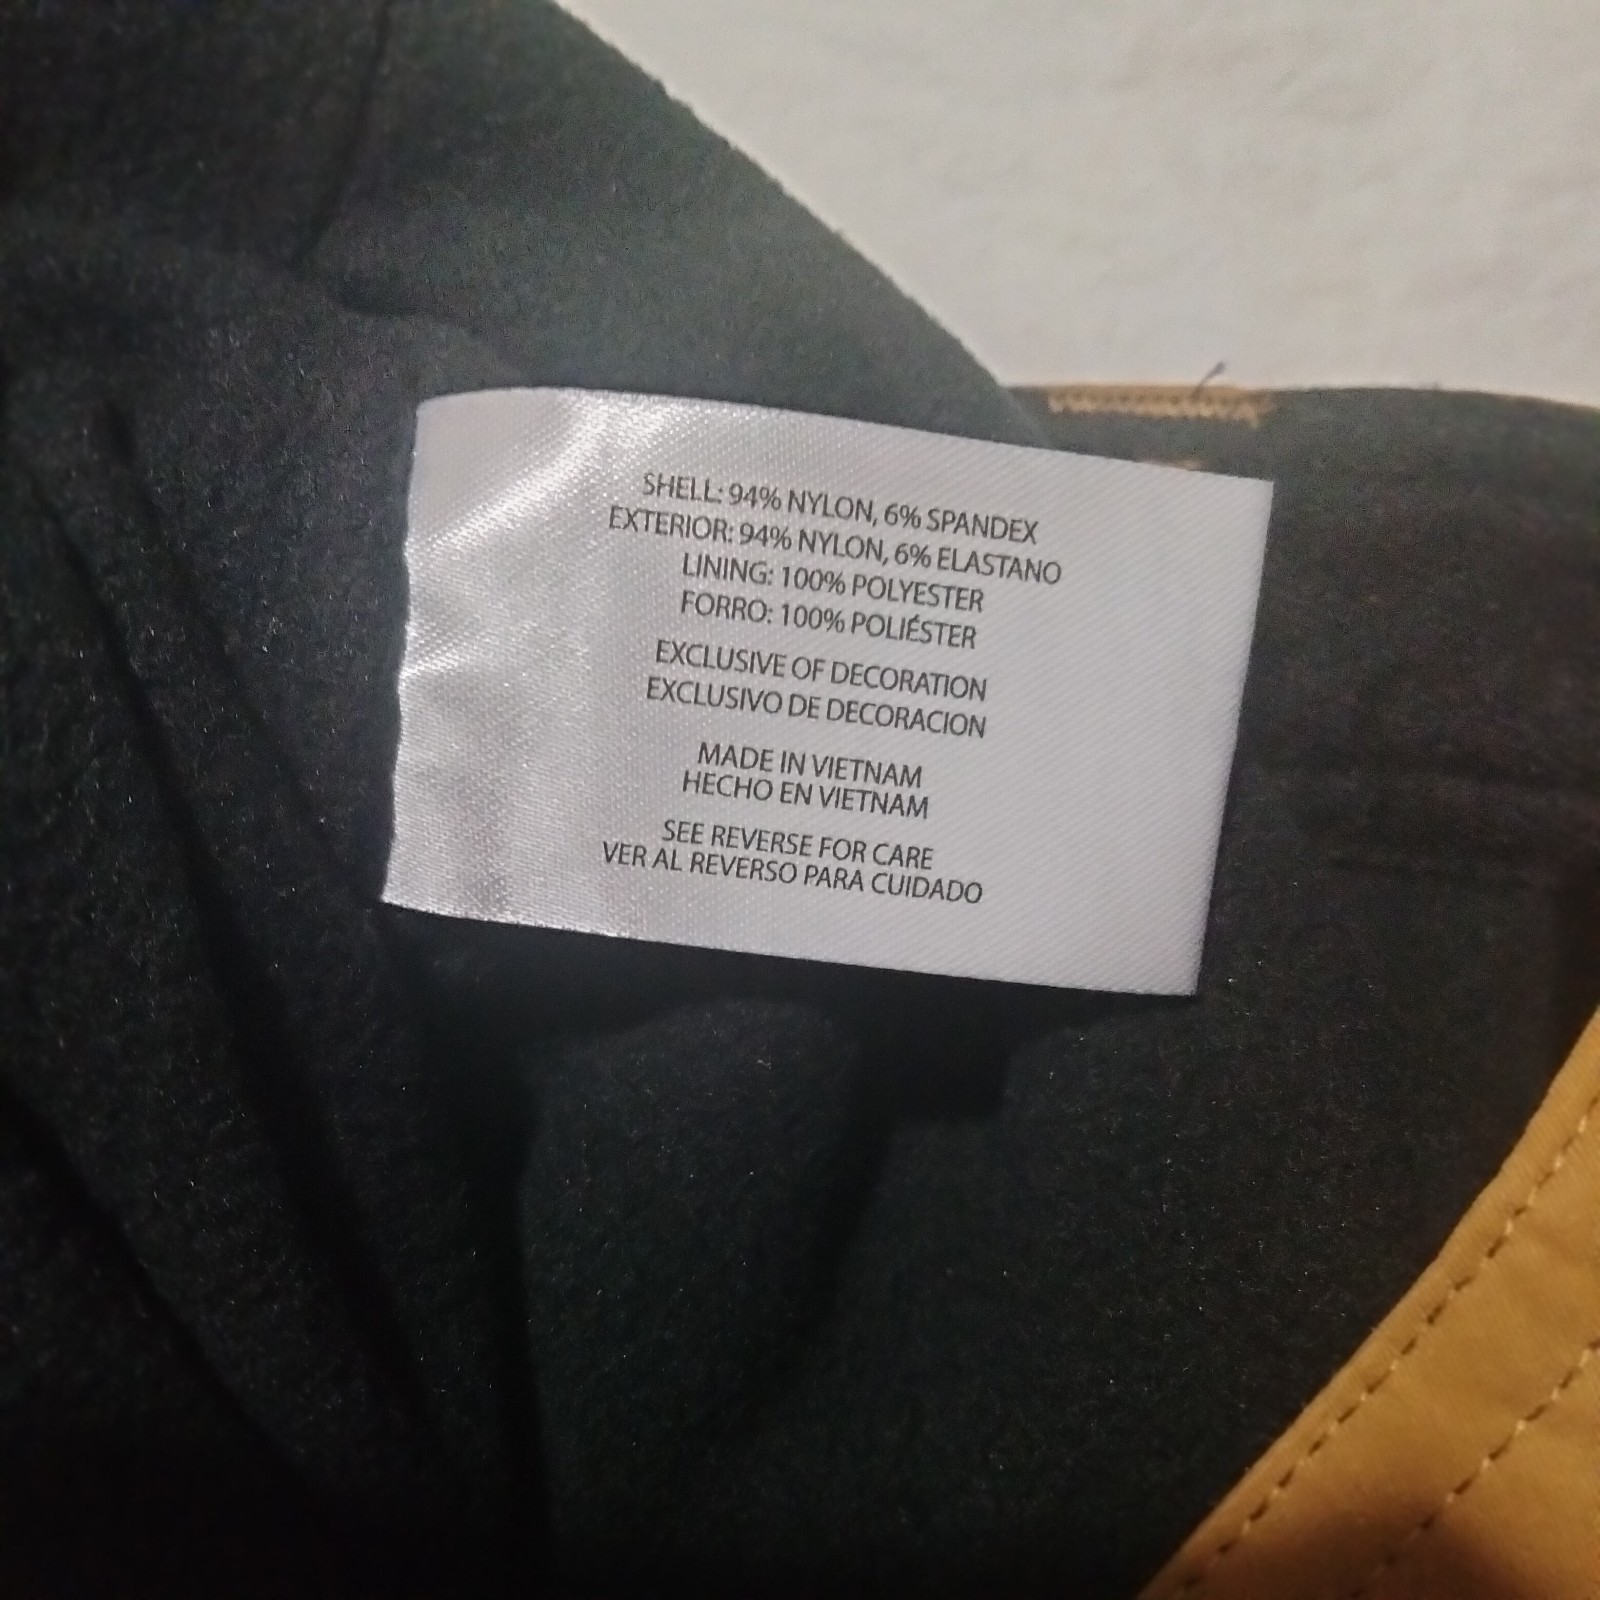 SHELL: 94% NYLON, 6% SPANDEX
EXTERIOR: 94% NYLON, 6% ELASTANO
LINING: 100% POLYESTER
FORRO: 100% POLIÉSTER
EXCLUSIVE OF DECORATION
EXCLUSIVO DE DECORACION
MADE IN VIETNAM
HECHO EN VIETNAM
SEE REVERSE FOR CARE
VER AL REVERSO PARA CUIDADO